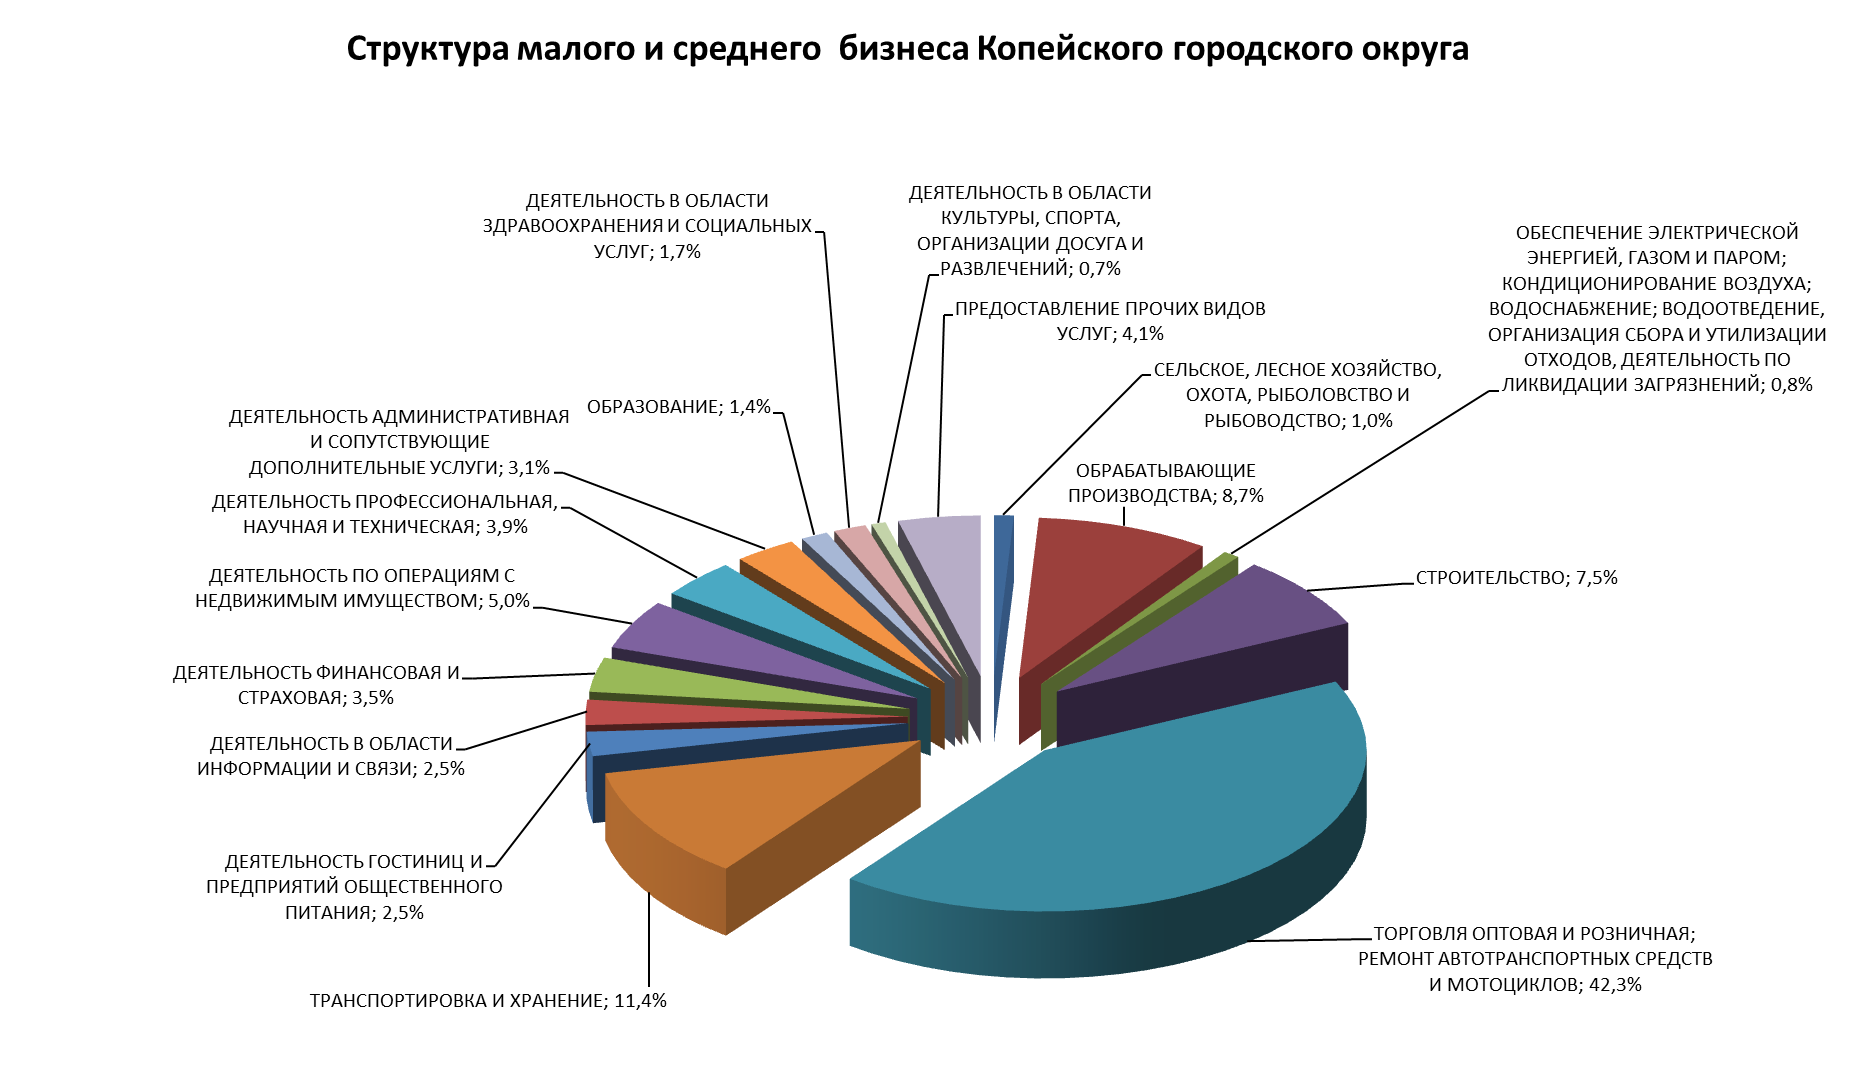 Структура малого и среднего бизнеса Копейского городского округа
ДЕЯТЕЛЬНОСТЬ В ОБЛАСТИ
ЗДРАВООХРАНЕНИЯ И СОЦИАЛЬНЫХ
УСЛУГ; 1,7%
ДЕЯТЕЛЬНОСТЬ В ОБЛАСТИ
КУЛЬТУРЫ, СПОРТА,
ОРГАНИЗАЦИИ ДОСУГА И
РАЗВЛЕЧЕНИЙ; 0,7%
ПРЕДОСТАВЛЕНИЕ ПРОЧИХ ВИДОВ
УСЛУГ; 4,1%
СЕЛЬСКОЕ, ЛЕСНОЕ ХОЗЯЙСТВО,
ОХОТА, РЫБОЛОВСТВО И
РЫБОВОДСТВО; 1,0%
ОБЕСПЕЧЕНИЕ ЭЛЕКТРИЧЕСКОЙ
ЭНЕРГИЕЙ, ГАЗОМ И ПАРОМ;
КОНДИЦИОНИРОВАНИЕ ВОЗДУХА;
ВОДОСНАБЖЕНИЕ; ВОДООТВЕДЕНИЕ,
ОРГАНИЗАЦИЯ СБОРА И УТИЛИЗАЦИИ
ОТХОДОВ, ДЕЯТЕЛЬНОСТЬ ПО
ЛИКВИДАЦИИ ЗАГРЯЗНЕНИЙ; 0,8%
ОБРАБАТЫВАЮЩИЕ
ПРОИЗВОДСТВА; 8,7%
СТРОИТЕЛЬСТВО; 7,5%
ОБРАЗОВАНИЕ; 1,4%
ДЕЯТЕЛЬНОСТЬ АДМИНИСТРАТИВНАЯ
И СОПУТСТВУЮЩИЕ
ДОПОЛНИТЕЛЬНЫЕ УСЛУГИ; 3,1%
ДЕЯТЕЛЬНОСТЬ ПРОФЕССИОНАЛЬНАЯ,
НАУЧНАЯ И ТЕХНИЧЕСКАЯ; 3,9%
ДЕЯТЕЛЬНОСТЬ ПО ОПЕРАЦИЯМ С
НЕДВИЖИМЫМ ИМУЩЕСТВОМ; 5,0%
ДЕЯТЕЛЬНОСТЬ ФИНАНСОВАЯ И
СТРАХОВАЯ; 3,5%
ДЕЯТЕЛЬНОСТЬ В ОБЛАСТИ
ИНФОРМАЦИИ И СВЯЗИ; 2,5%
ДЕЯТЕЛЬНОСТЬ ГОСТИНИЦ И
ПРЕДПРИЯТИЙ ОБЩЕСТВЕННОГО
ПИТАНИЯ; 2,5%
ТРАНСПОРТИРОВКА И ХРАНЕНИЕ; 11,4%
ТОРГОВЛЯ ОПТОВАЯ И РОЗНИЧНАЯ;
РЕМОНТ АВТОТРАНСПОРТНЫХ СРЕДСТВ
И МОТОЦИКЛОВ; 42,3%